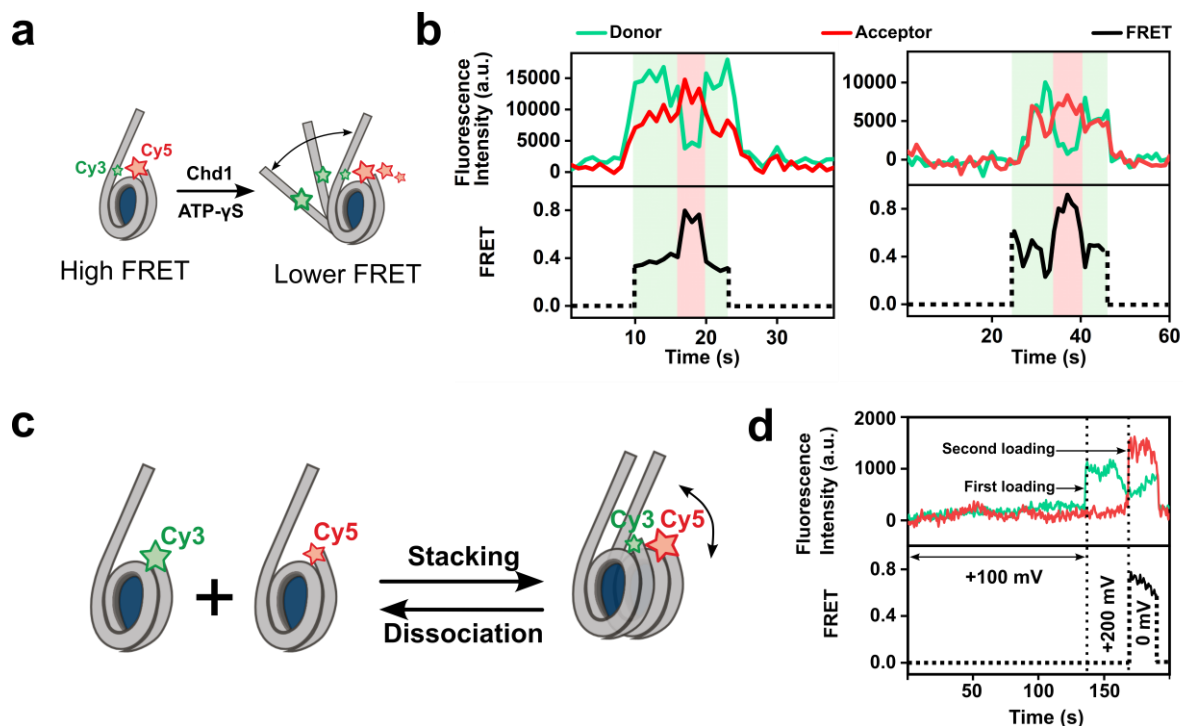 a
Cy3
Cy5
Chd1
ATP-γS
High FRET
Lower FRET
b
Donor
Acceptor
FRET
Fluorescence
Intensity (a.u.)
15000
10000
5000
0
FRET
0.8
0.4
0.0
10
20
30
Time (s)
10000
5000
0
0.8
0.4
0.0
20
40
60
Time (s)
c
Cy3
+
Cy5
Stacking
Dissociation
Cy3
Cy5
d
Fluorescence
Intensity (a.u.)
2000
1000
0
Second loading
First loading
FRET
0.8
0.4
0.0
+100 mV
+200 mV
0 mV
50
100
150
Time (s)